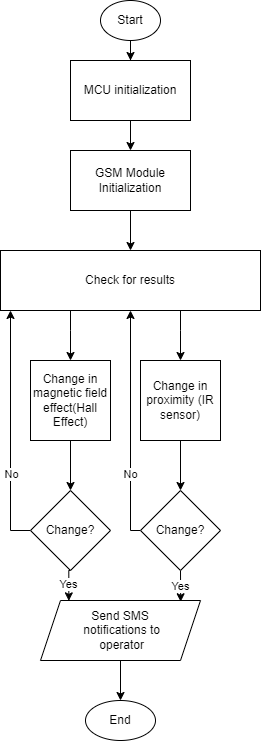 Start
MCU initialization
GSM Module
Initialization
Check for results
Change in
magnetic field
effect(Hall
Effect)
Change in
proximity (IR
sensor)
No
No
Change?
Change?
Yes
Yes
Send SMS
notifications to
operator
End